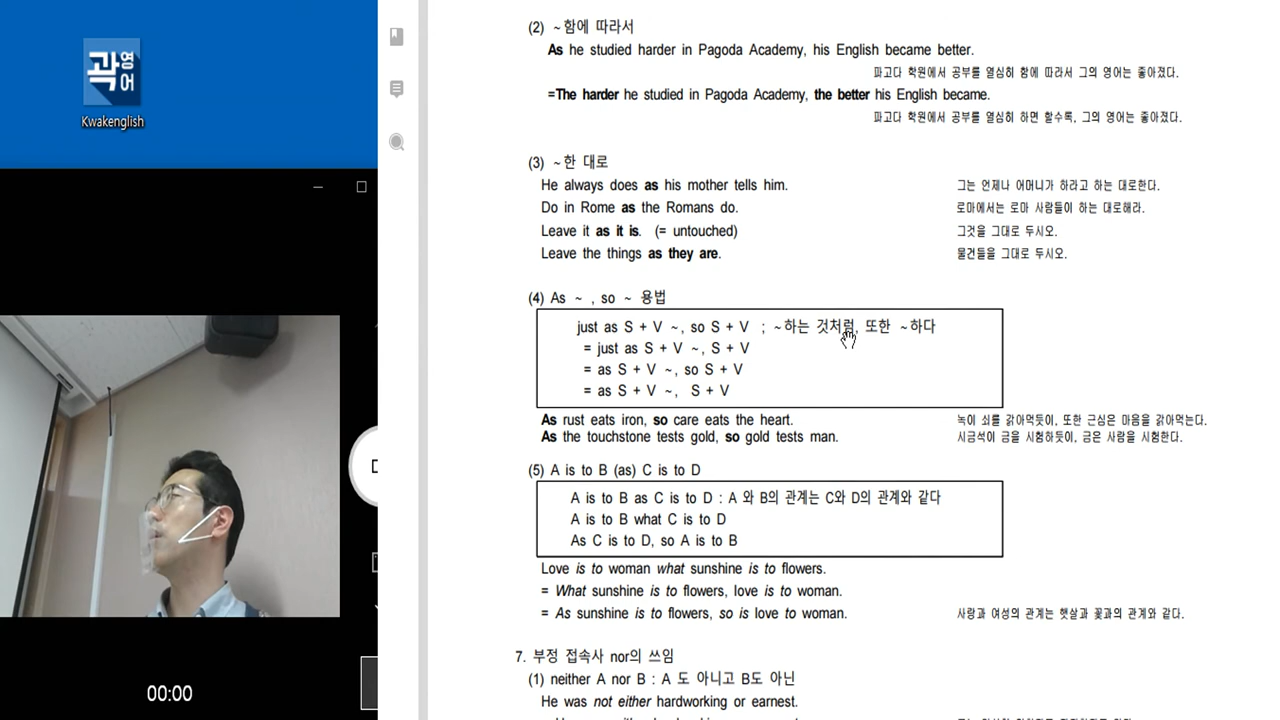 곽영어
Kwakenglish
00:00
(2) ~함에 따라서
As he studied harder in Pagoda Academy, his English became better.
파고다 학원에서 공부를 열심히 함에 따라서 그의 영어는 좋아졌다.
=The harder he studied in Pagoda Academy, the better his English became.
파고다 학원에서 공부를 열심히 하면 할수록, 그의 영어는 좋아졌다.
(3) ~한 대로
He always does as his mother tells him. 그는 언제나 어머니가 하라고 하는 대로한다.
Do in Rome as the Romans do. 로마에서는 로마 사람들이 하는 대로해라.
Leave it as it is. (= untouched) 그것을 그대로 두시오.
Leave the things as they are. 물건들을 그대로 두시오.
(4) As ~ , so ~ 용법
just as S + V ~, so S + V ; ~하는 것처럼, 또한 ~하다
= just as S + V ~, S + V
= as S + V ~, so S + V
= as S + V ~, S + V
As rust eats iron, so care eats the heart. 녹이 쇠를 갉아먹듯이, 또한 근심은 마음을 갉아먹는다.
As the touchstone tests gold, so gold tests man. 시금석이 금을 시험하듯이, 금은 사람을 시험한다.
(5) A is to B (as) C is to D
A is to B as C is to D : A 와 B의 관계는 C와 D의 관계와 같다
A is to B what C is to D
As C is to D, so A is to B
Love is to woman what sunshine is to flowers.
= What sunshine is to flowers, love is to woman.
= As sunshine is to flowers, so is love to woman. 사랑과 여성의 관계는 햇살과 꽃과의 관계와 같다.
7. 부정 접속사 nor의 쓰임
(1) neither A nor B : A 도 아니고 B도 아닌
He was not either hardworking or earnest.